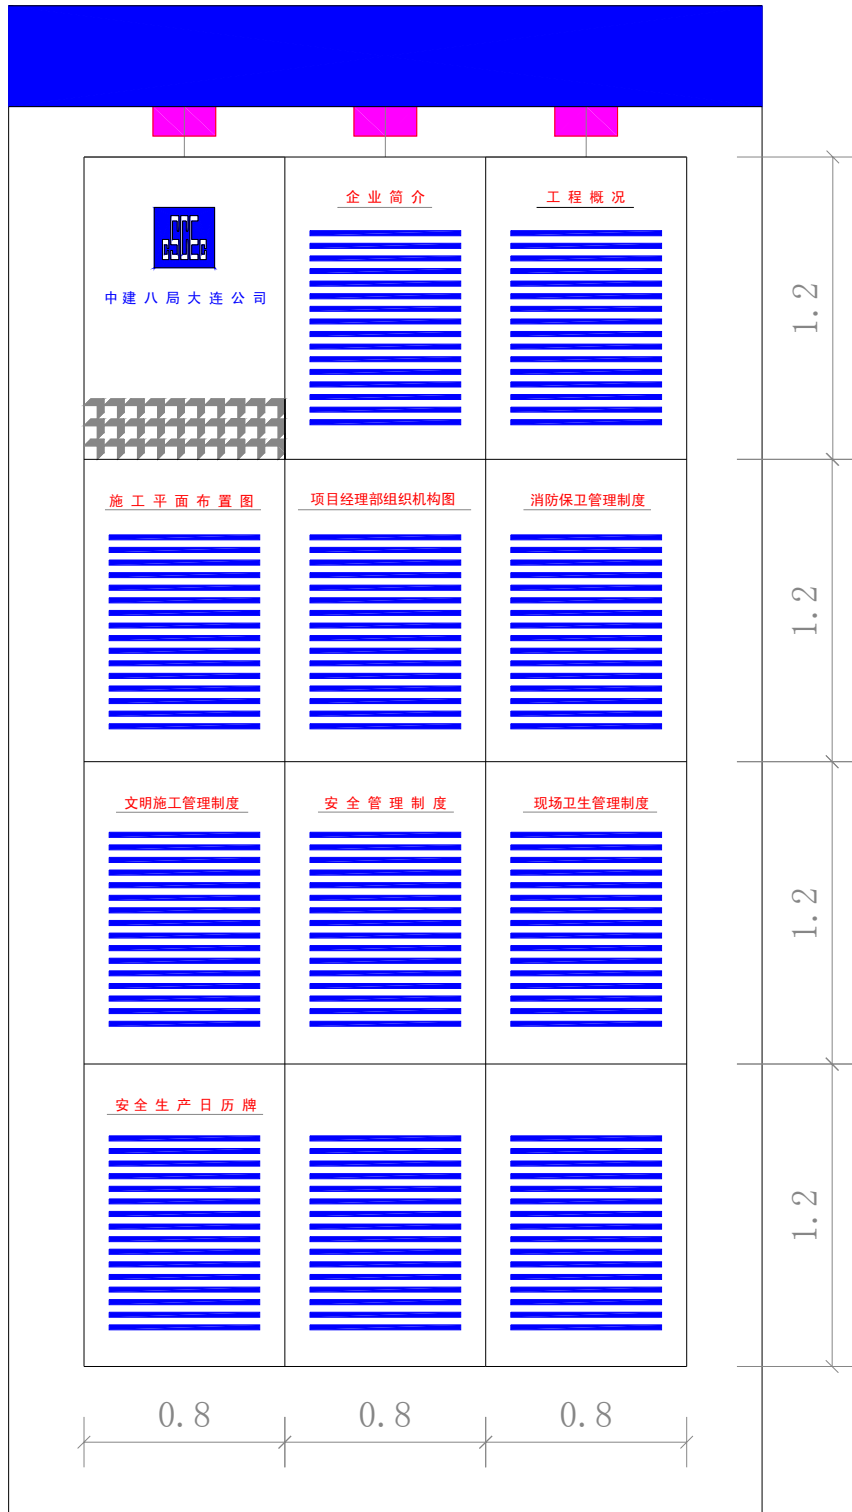 企业简介
工程概况
中建八局大连公司
1.2
施工平面布置图
项目经理部组织机构图
消防保卫管理制度
1.2
文明施工管理制度
安全管理制度
现场卫生管理制度
1.2
安全生产日历牌
1.2
0.8
0.8
0.8